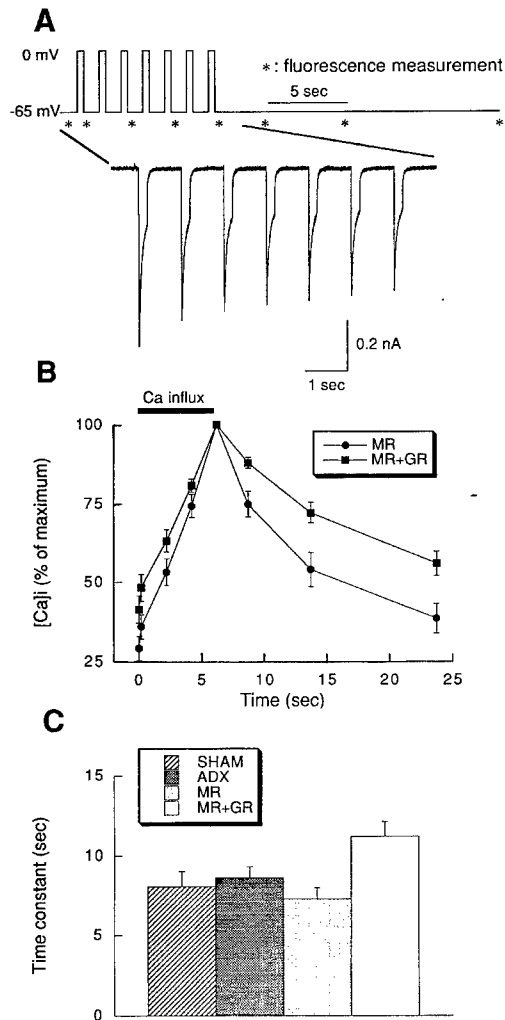 A
0 mV
* : fluorescence measurement
5 sec
-65 mV
* * * * * * * *
0.2 nA
1 sec
B
Ca influx
100
MR
MR+GR
75
50
25
[Ca]i (% of maximum)
0 5 10 15 20 25
Time (sec)
C
SHAM
ADX
MR
MR+GR
15
10
5
0
Time constant (sec)